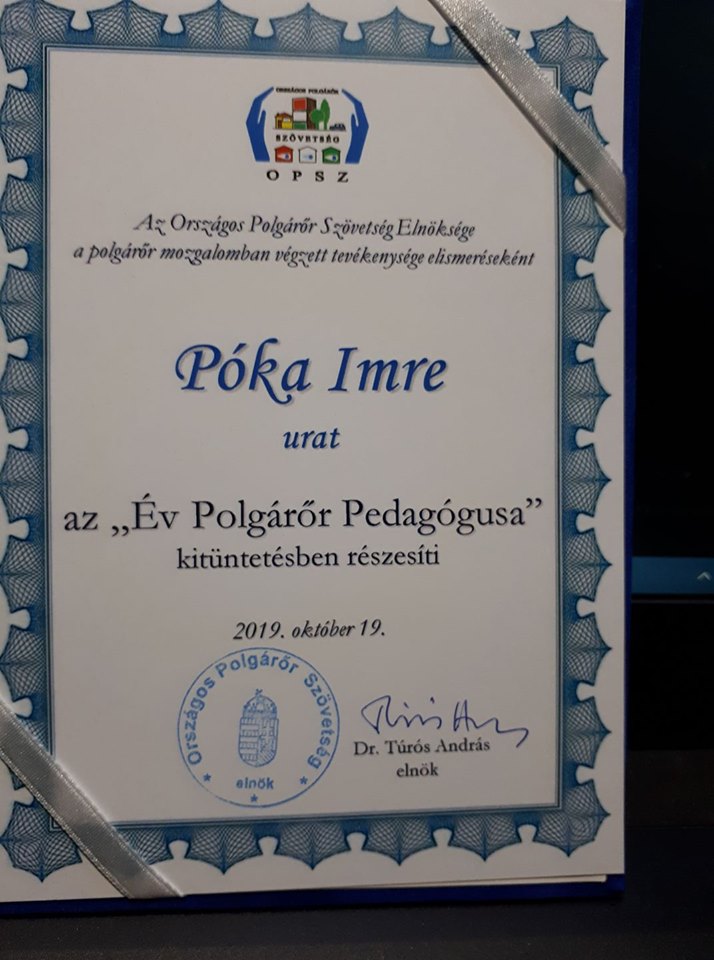 ORSZÁGOS POLGÁRŐR
SZÖVETSÉG
O P S Z
Az Országos Polgárőr Szövetség Elnöksége
a polgárőr mozgalomban végzett tevékenysége elismeréseként
Póka Imre
urat
az „Év Polgárőr Pedagógusa”
kitüntetésben részesíti
2019. október 19.
Országos Polgárőr Szövetség
elnök
Dr. Túrós András
elnök